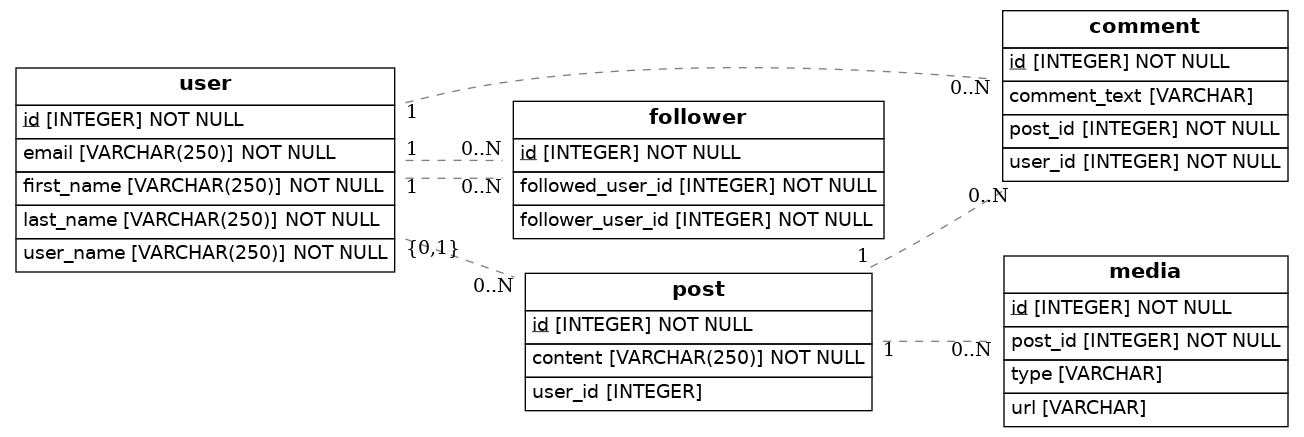 user
id [INTEGER] NOT NULL
email [VARCHAR(250)] NOT NULL
first_name [VARCHAR(250)] NOT NULL
last_name [VARCHAR(250)] NOT NULL
user_name [VARCHAR(250)] NOT NULL
1
0..N
1
0..N
1
0..N
{0,1}
0..N
follower
id [INTEGER] NOT NULL
followed_user_id [INTEGER] NOT NULL
follower_user_id [INTEGER] NOT NULL
post
id [INTEGER] NOT NULL
content [VARCHAR(250)] NOT NULL
user_id [INTEGER]
1
0..N
1
0..N
comment
id [INTEGER] NOT NULL
comment_text [VARCHAR]
post_id [INTEGER] NOT NULL
user_id [INTEGER] NOT NULL
media
id [INTEGER] NOT NULL
post_id [INTEGER] NOT NULL
type [VARCHAR]
url [VARCHAR]